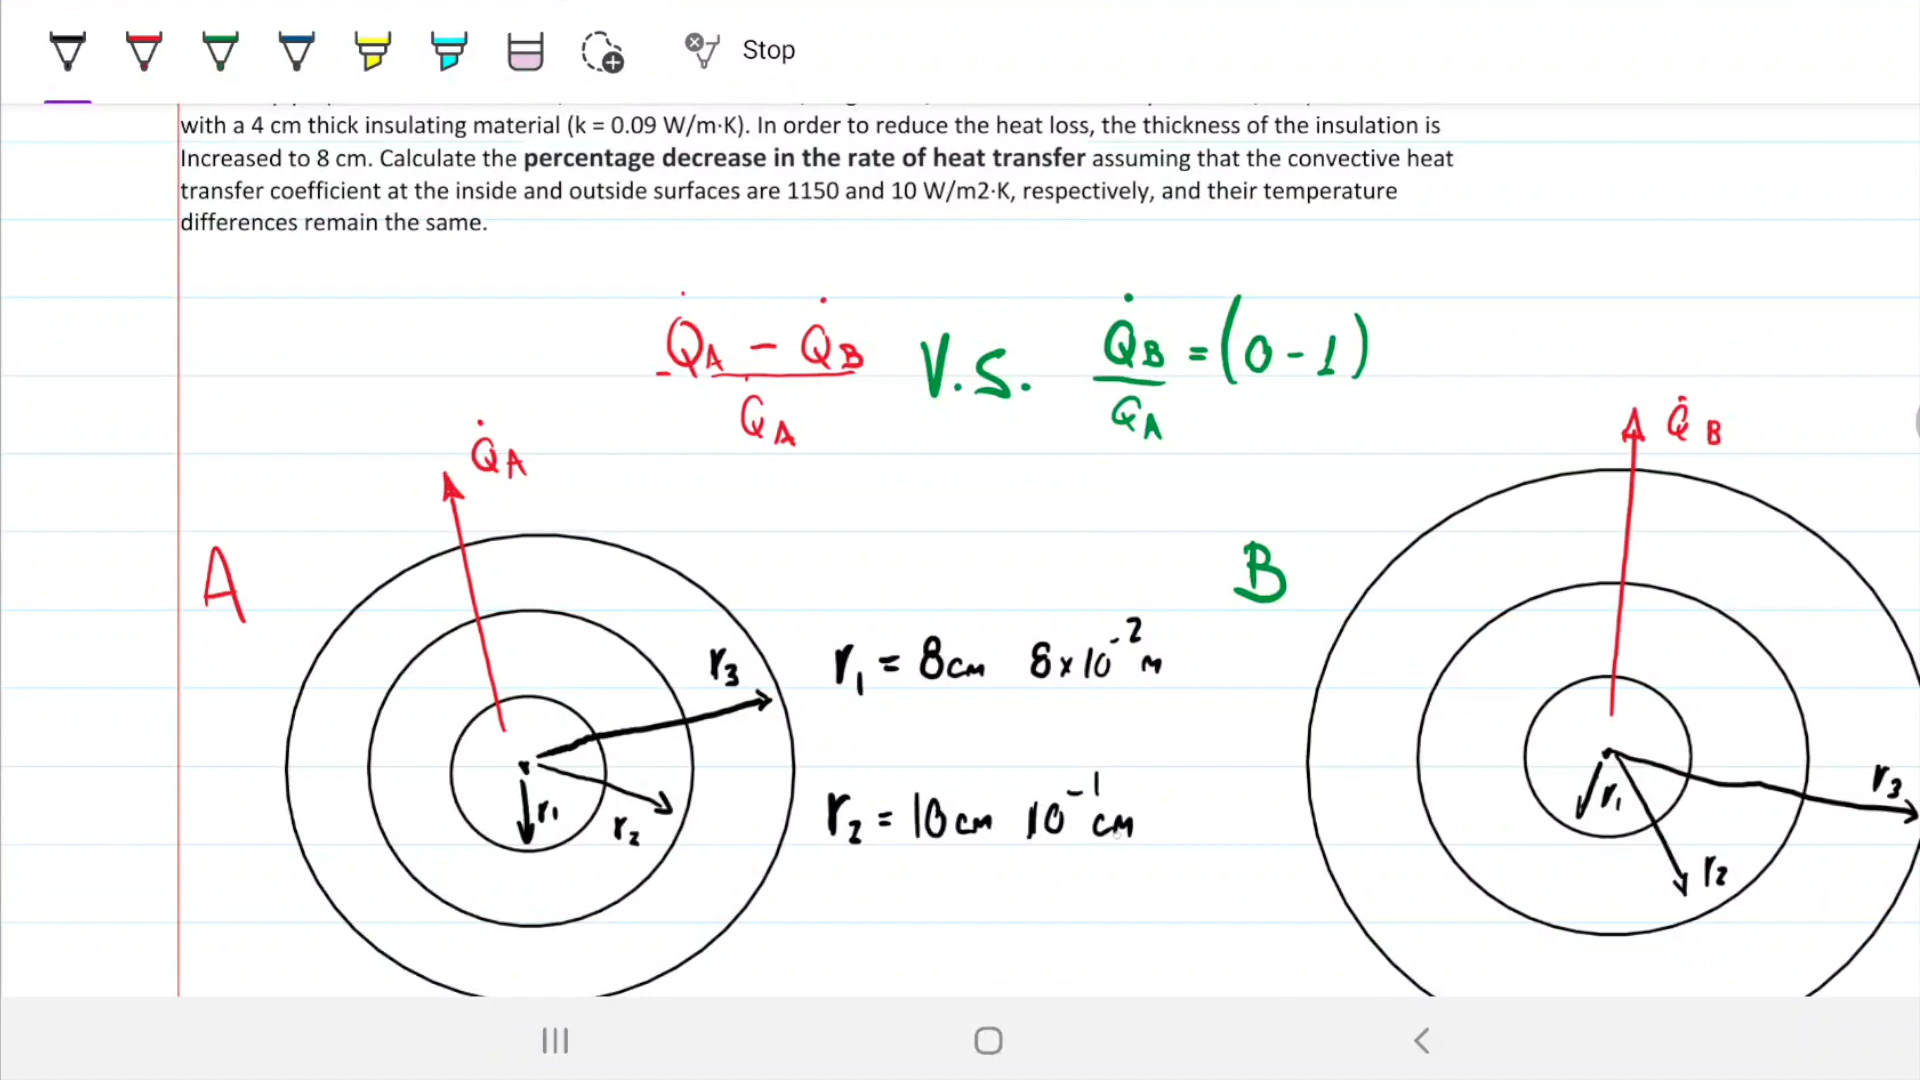 Stop
with a 4 cm thick insulating material (k = 0.09 W/m·K). In order to reduce the heat loss, the thickness of the insulation is
Increased to 8 cm. Calculate the percentage decrease in the rate of heat transfer assuming that the convective heat
transfer coefficient at the inside and outside surfaces are 1150 and 10 W/m2·K, respectively, and their temperature
differences remain the same.
Q̇A - Q̇B V.S. Q̇B = (0-1)
QA QA
Q̇A
Q̇B
A
B
r3
r1 = 8cm 8x10⁻² m
r1
r2
r2 = 10cm 10⁻¹ cm
r3
r1
r2